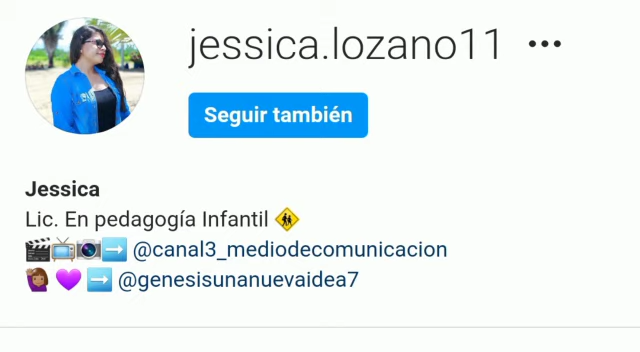 jessica.lozano11 •••
Seguir también
Jessica
Lic. En pedagogía Infantil 🚸
🎬📺📷➡️ @canal3_mediodecomunicacion
🙋🏽‍♀️ 💜 ➡️ @genesisunanuevaidea7